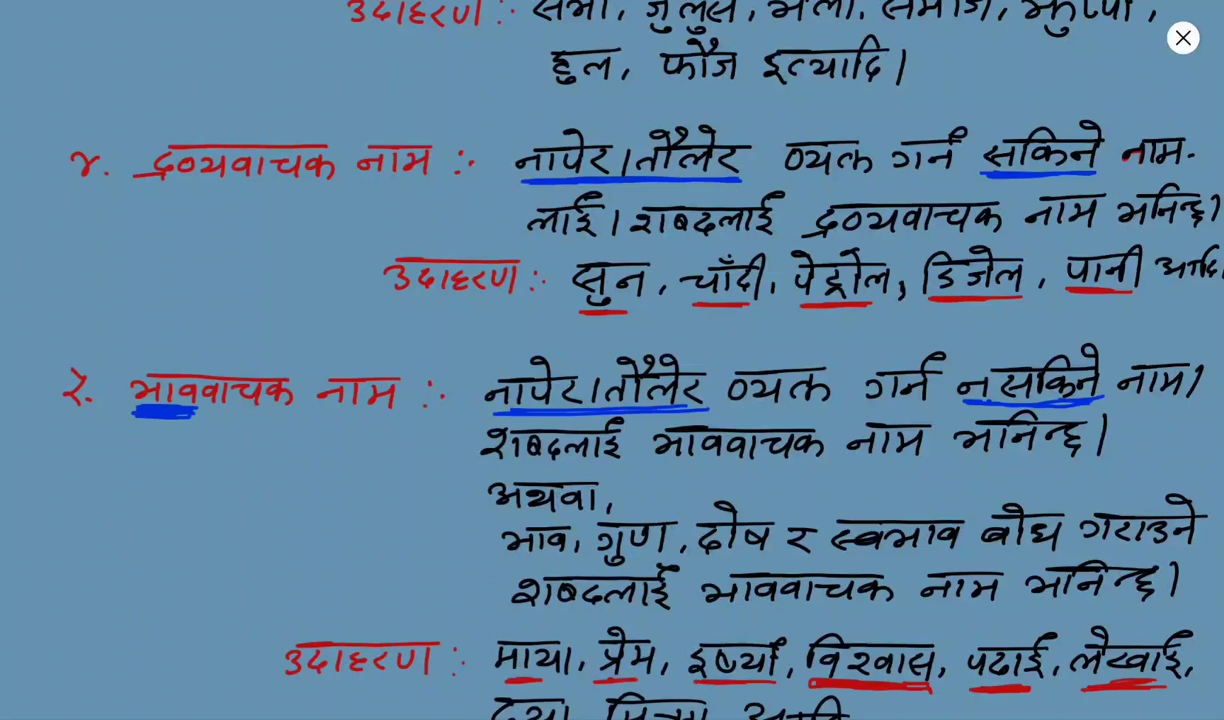 उदाहरण :- सभा, जुलुस, मेला, समाज,
हुल, फौज इत्यादि।
४. द्रव्यवाचक नाम :- नापेर।तौलेर व्यक्त गर्न सकिने नाम-
लाई। शब्दलाई द्रव्यवाचक नाम भनिन्छ।
उदाहरण :- सुन, चाँदी, पेट्रोल, डिजेल, पानी आदि
५. भाववाचक नाम :- नापेर।तौलेर व्यक्त गर्न नसकिने नाम।
शब्दलाई भाववाचक नाम भनिन्छ।
अथवा,
भाव, गुण, दोष र स्वभाव बोध गराउने
शब्दलाई भाववाचक नाम भनिन्छ।
उदाहरण :- माया, प्रेम, इर्ष्या, विश्वास, पढाई, लेखाई,
दया,